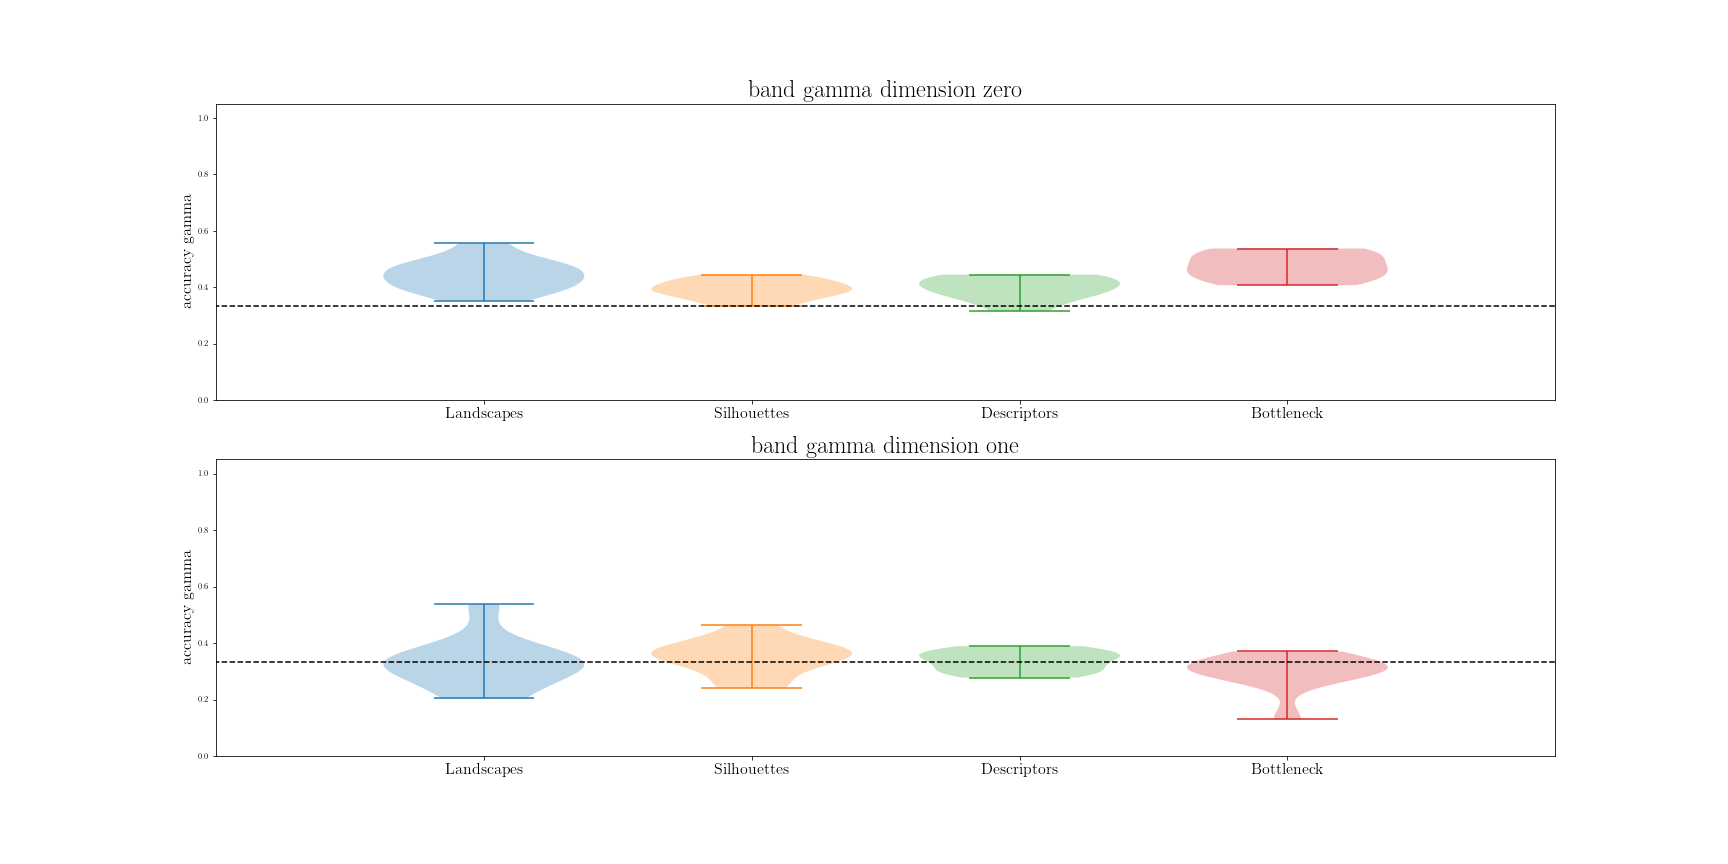 band gamma dimension zero
accuracy gamma
1.0
0.8
0.6
0.4
0.2
0.0
Landscapes Silhouettes Descriptors Bottleneck
band gamma dimension one
accuracy gamma
1.0
0.8
0.6
0.4
0.2
0.0
Landscapes Silhouettes Descriptors Bottleneck